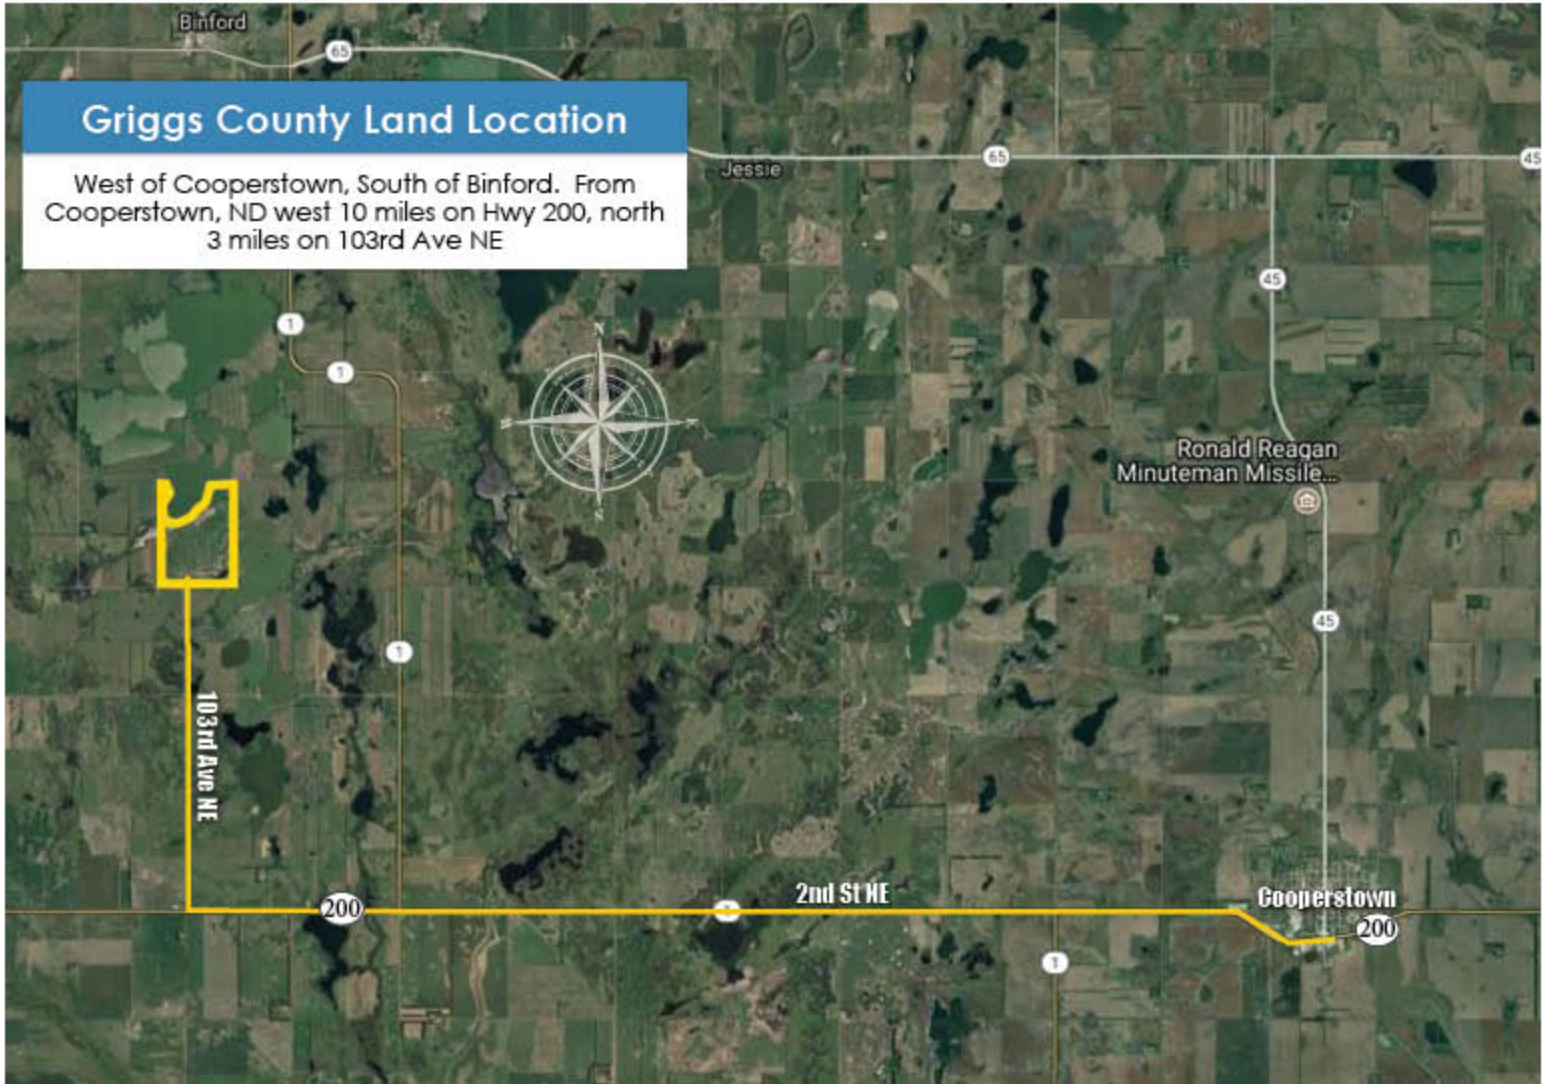 Binford
65
Griggs County Land Location
West of Cooperstown, South of Binford.  From
Cooperstown, ND west 10 miles on Hwy 200, north
3 miles on 103rd Ave NE
Jessie
65
45
45
1
1
N
Ronald Reagan
Minuteman Missile...
45
1
103rd Ave NE
2nd St NE
Cooperstown
200
200
1